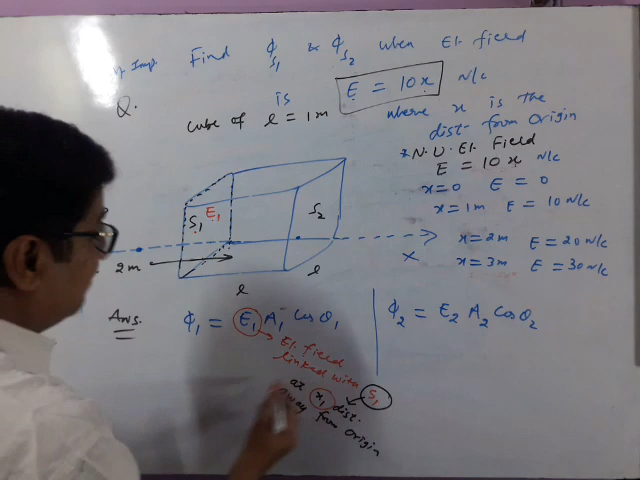 V. Imp Find ϕS1 & ϕS2 when El. field
is E = 10x N/C
Q. cube of l = 1m where x is the
dist. from Origin
*N.U. El. Field
E = 10x N/C
x=0 E = 0
x=1m E = 10 N/C
x=2m E = 20 N/C
x=3m E = 30 N/C
S1 E1 S2
2m
X
l
l
Ans. ϕ1 = E1 A1 Cos θ1
ϕ2 = E2 A2 Cos θ2
El. field
linked with S1
at x1 dist.
away from origin